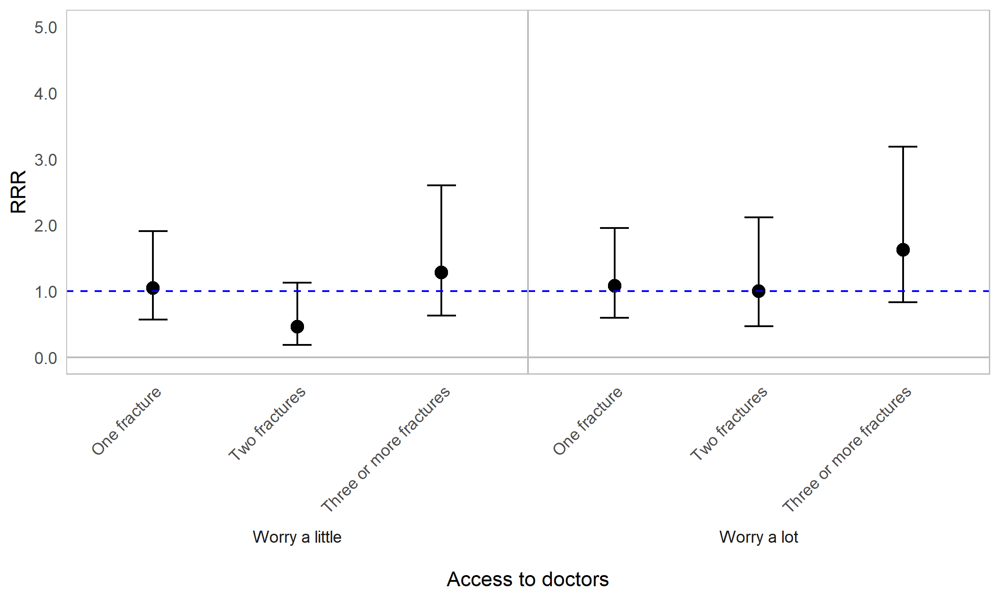 5.0
4.0
3.0
2.0
1.0
0.0
RRR
One fracture
Two fractures
Three or more fractures
One fracture
Two fractures
Three or more fractures
Worry a little
Worry a lot
Access to doctors